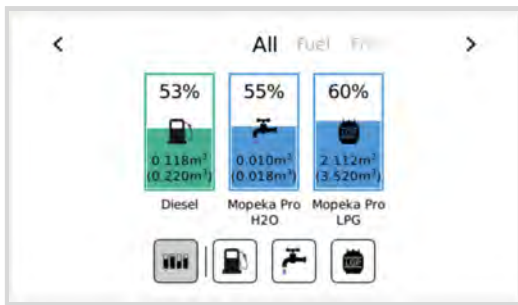 < All Fuel >
53% 55% 60%
0.118m³ 0.010m³ 2.112m³
(0.220m³) (0.018m³) (3.520m³)
Diesel Mopeka Pro H2O Mopeka Pro LPG